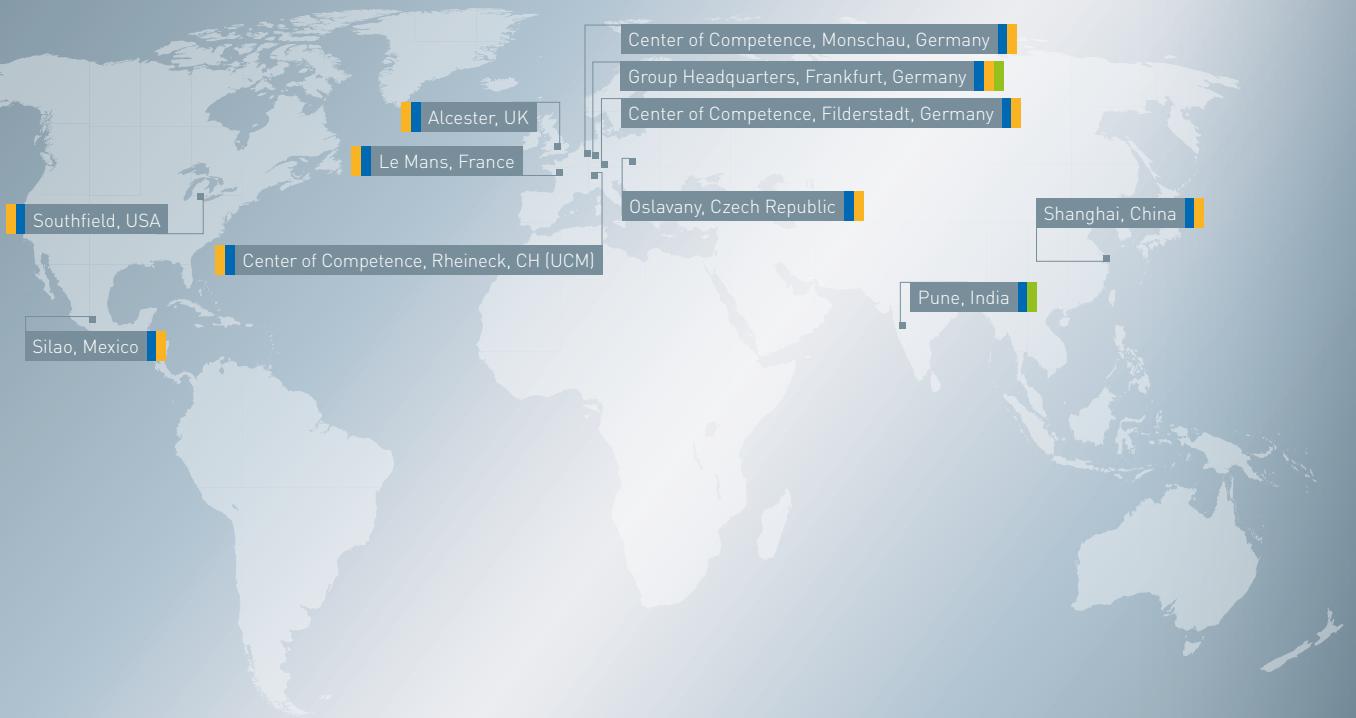 Center of Competence, Monschau, Germany
Group Headquarters, Frankfurt, Germany
Center of Competence, Filderstadt, Germany
Alcester, UK
Le Mans, France
Oslavany, Czech Republic
Shanghai, China
Southfield, USA
Center of Competence, Rheineck, CH (UCM)
Pune, India
Silao, Mexico